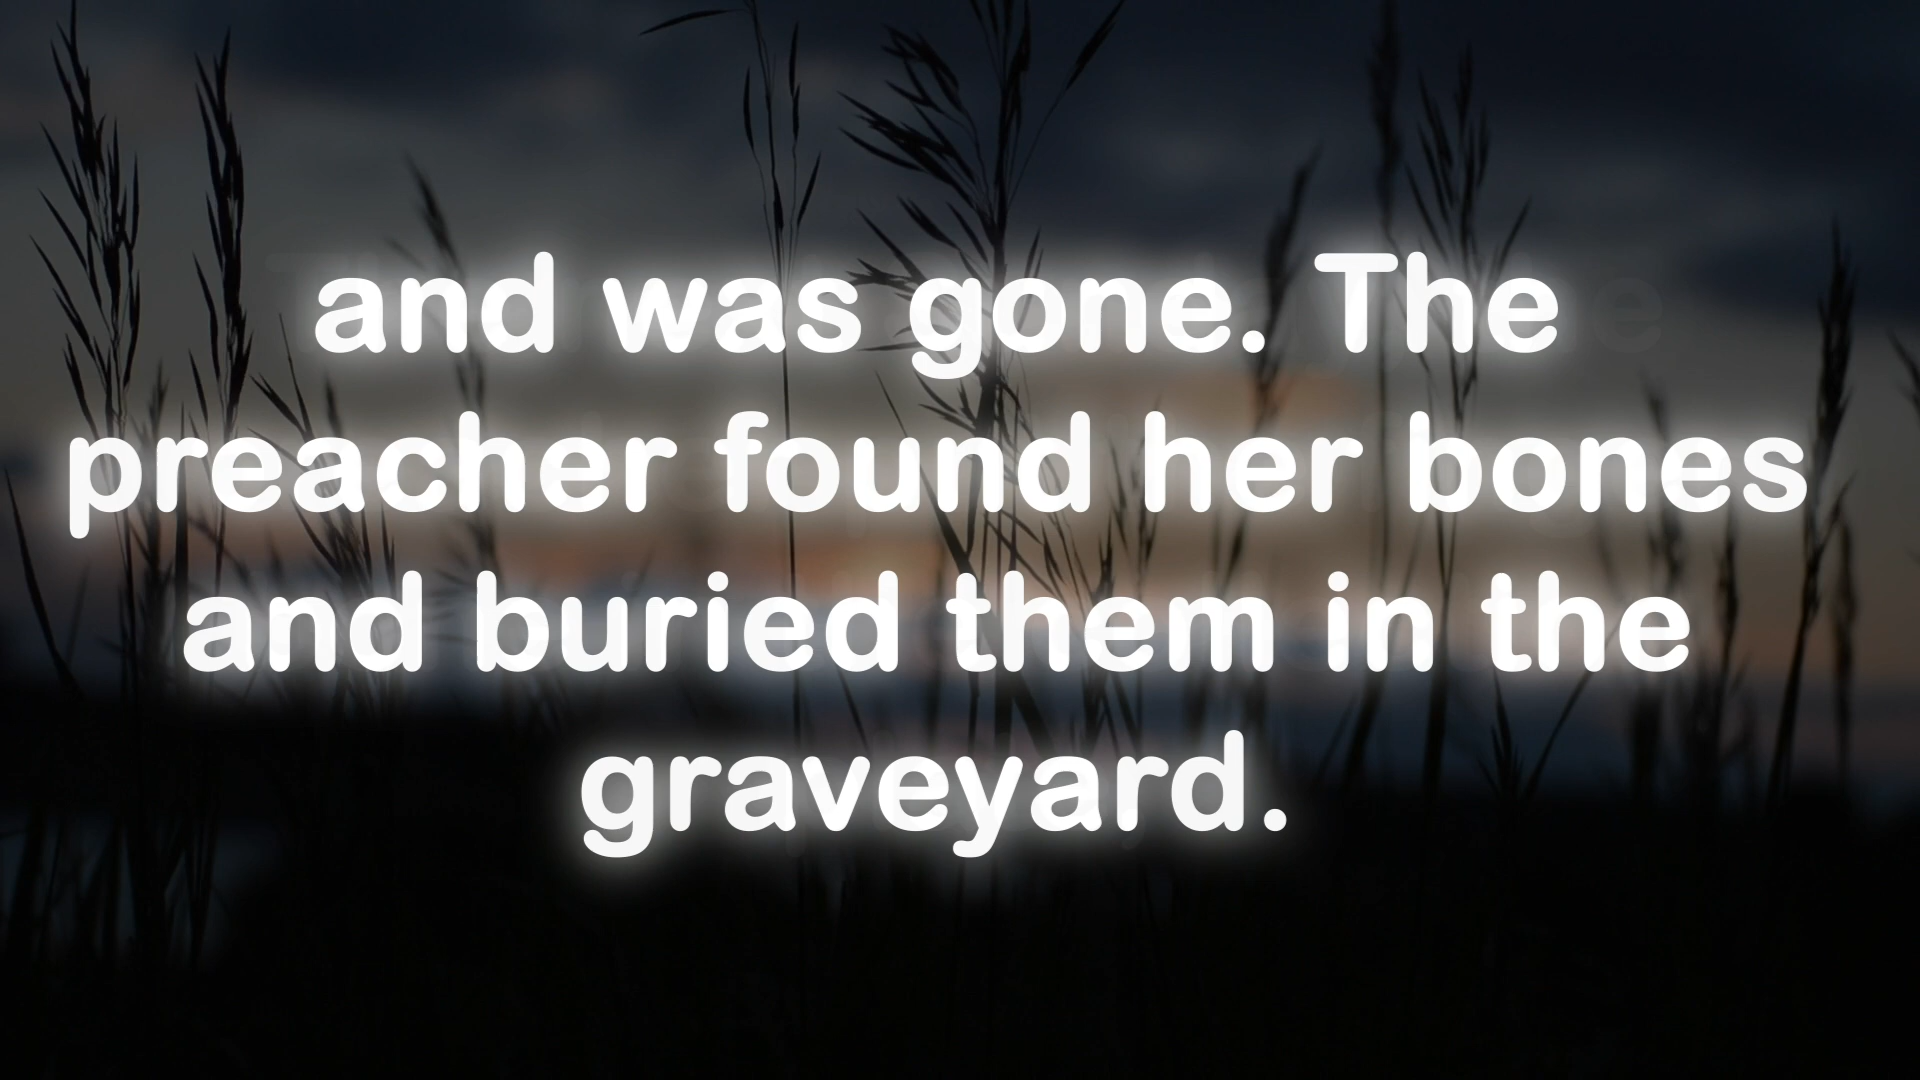 and was gone. The
preacher found her bones
and buried them in the
graveyard.